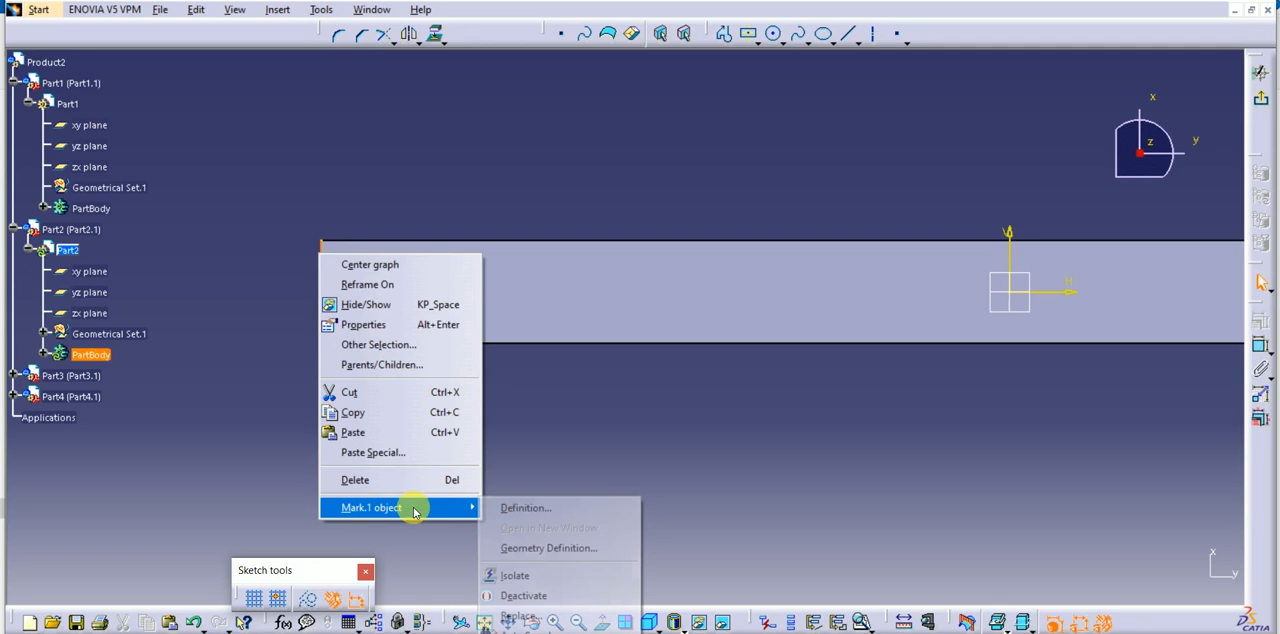 Start ENOVIA V5 VPM File Edit View Insert Tools Window Help
Product2
Part1 (Part1.1)
Part1
xy plane
yz plane
zx plane
Geometrical Set.1
PartBody
Part2 (Part2.1)
Part2
xy plane
yz plane
zx plane
Geometrical Set.1
PartBody
Part3 (Part3.1)
Part4 (Part4.1)
Applications
x
y
z
V
H
Center graph
Reframe On
Hide/Show KP_Space
Properties Alt+Enter
Other Selection...
Parents/Children...
Cut Ctrl+X
Copy Ctrl+C
Paste Ctrl+V
Paste Special...
Delete Del
Mark.1 object
Definition...
Open in New Window
Geometry Definition...
Isolate
Deactivate
Replace...
Sketch tools
x
y
f(x)
DS CATIA